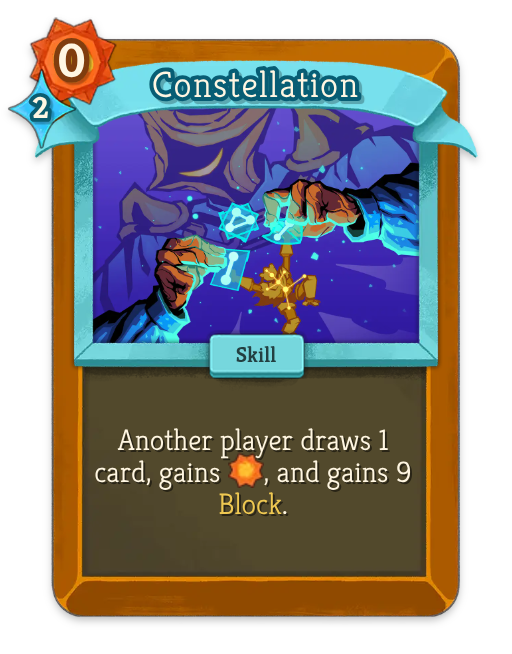 0
2
Constellation
Skill
Another player draws 1
card, gains , and gains 9
Block.